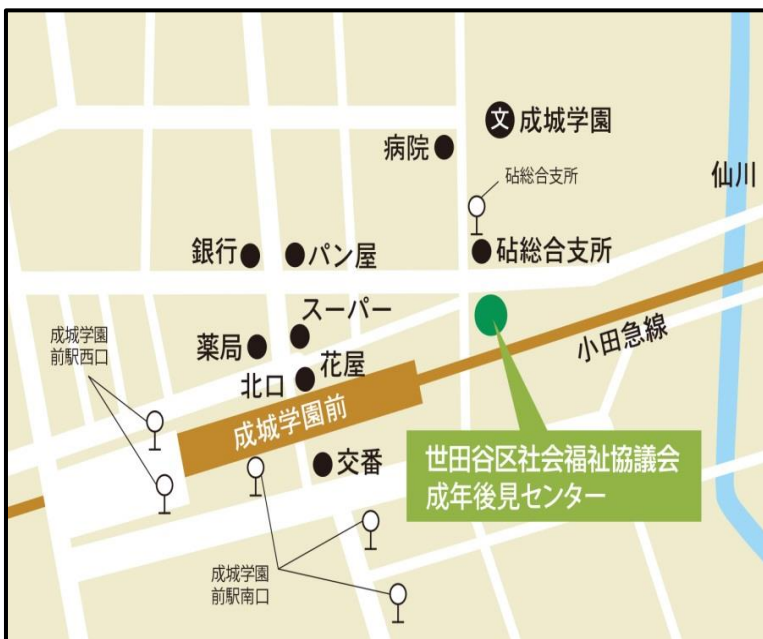 文
成城学園
病院
砧総合支所
仙川
銀行
パン屋
砧総合支所
スーパー
成城学園
前駅西口
薬局
花屋
北口
小田急線
成城学園前
世田谷区社会福祉協議会
成年後見センター
交番
成城学園
前駅南口